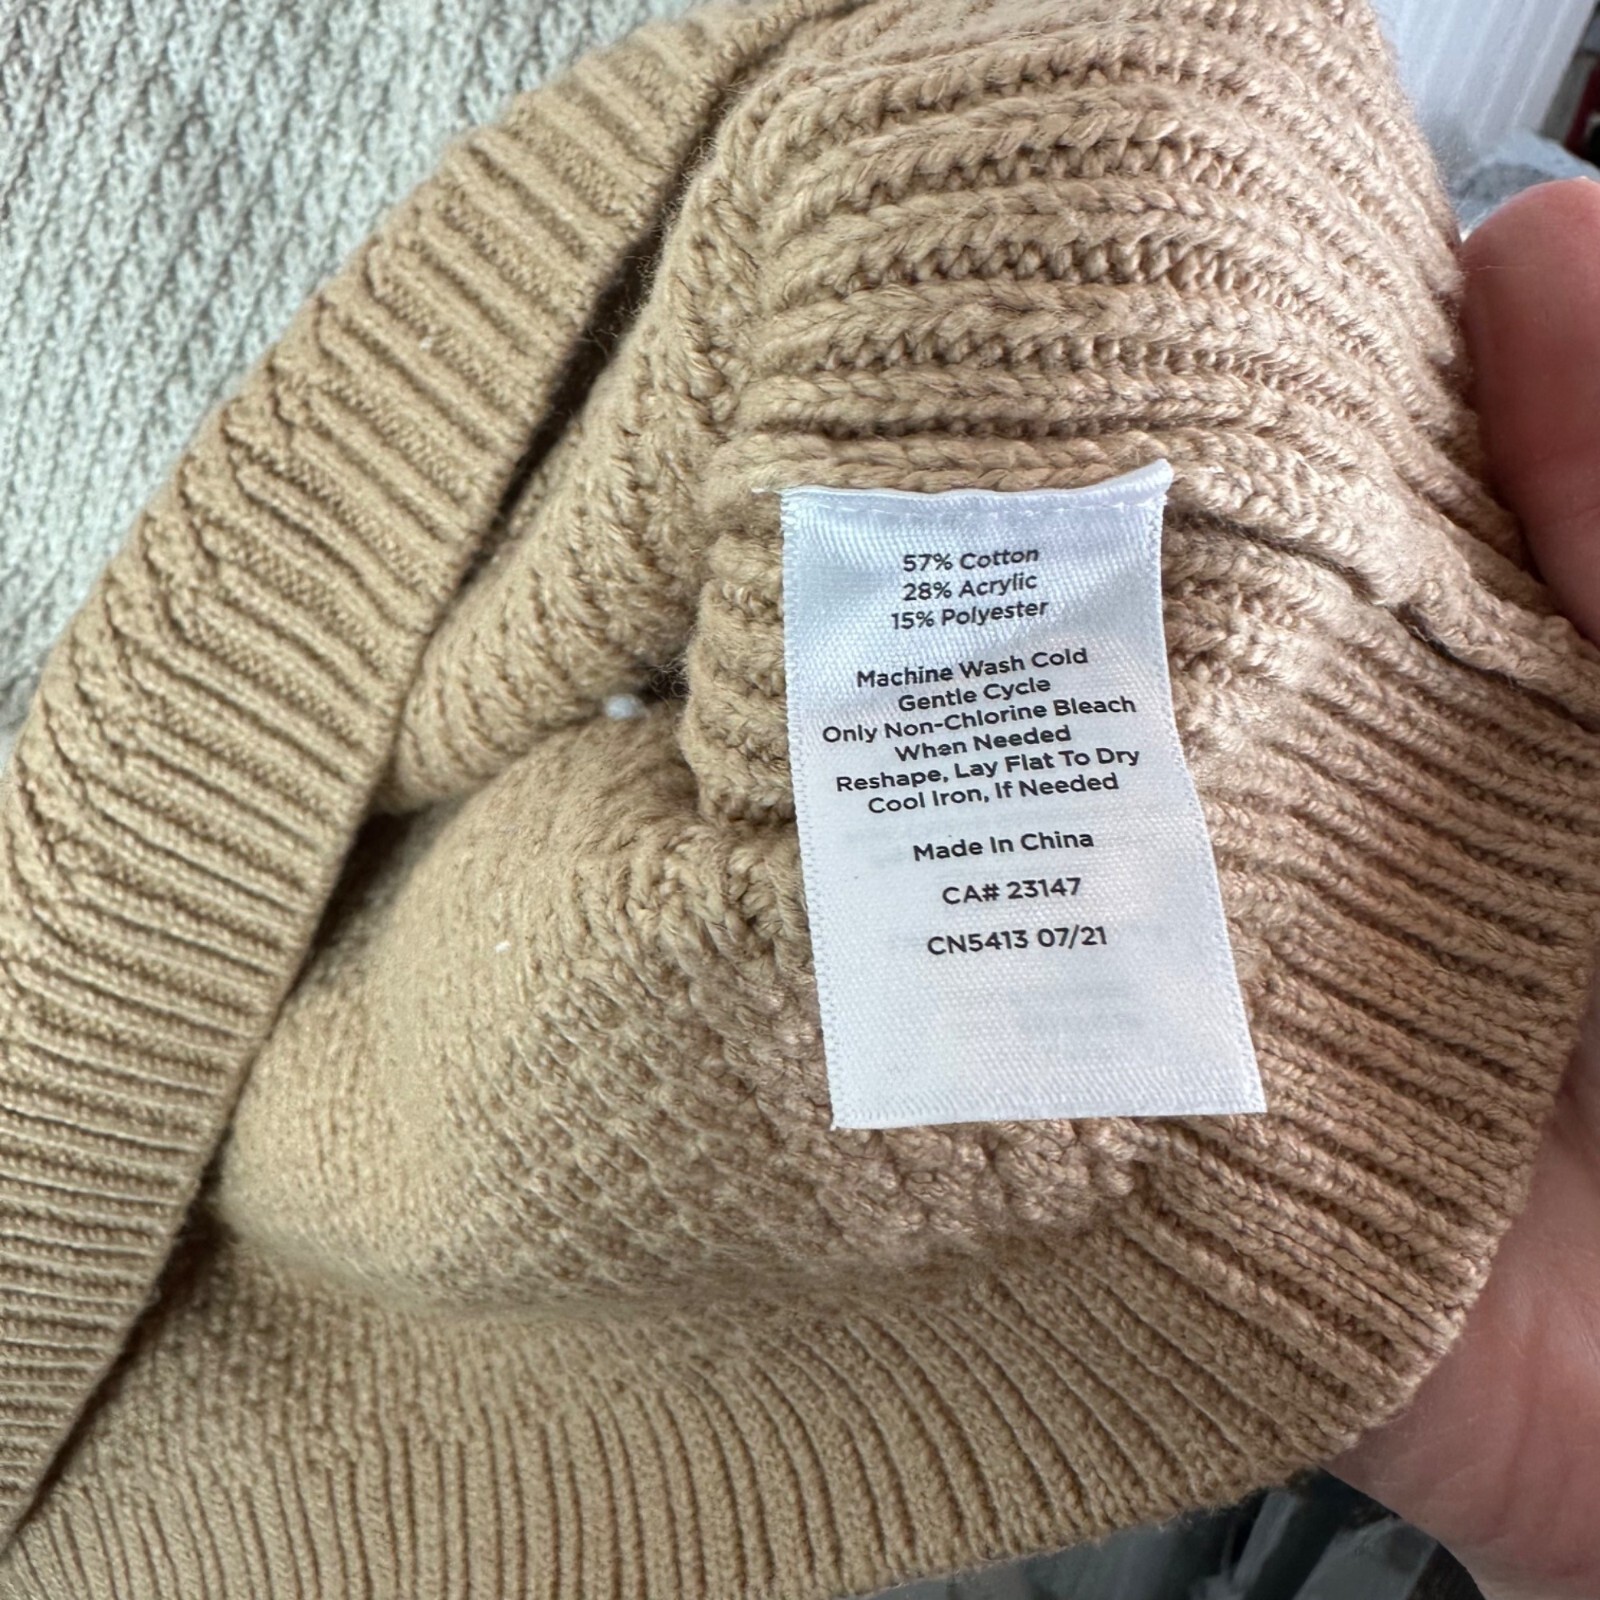 57% Cotton
28% Acrylic
15% Polyester
Machine Wash Cold
Gentle Cycle
Only Non-Chlorine Bleach
When Needed
Reshape, Lay Flat To Dry
Cool Iron, If Needed
Made In China
CA# 23147
CN5413 07/21